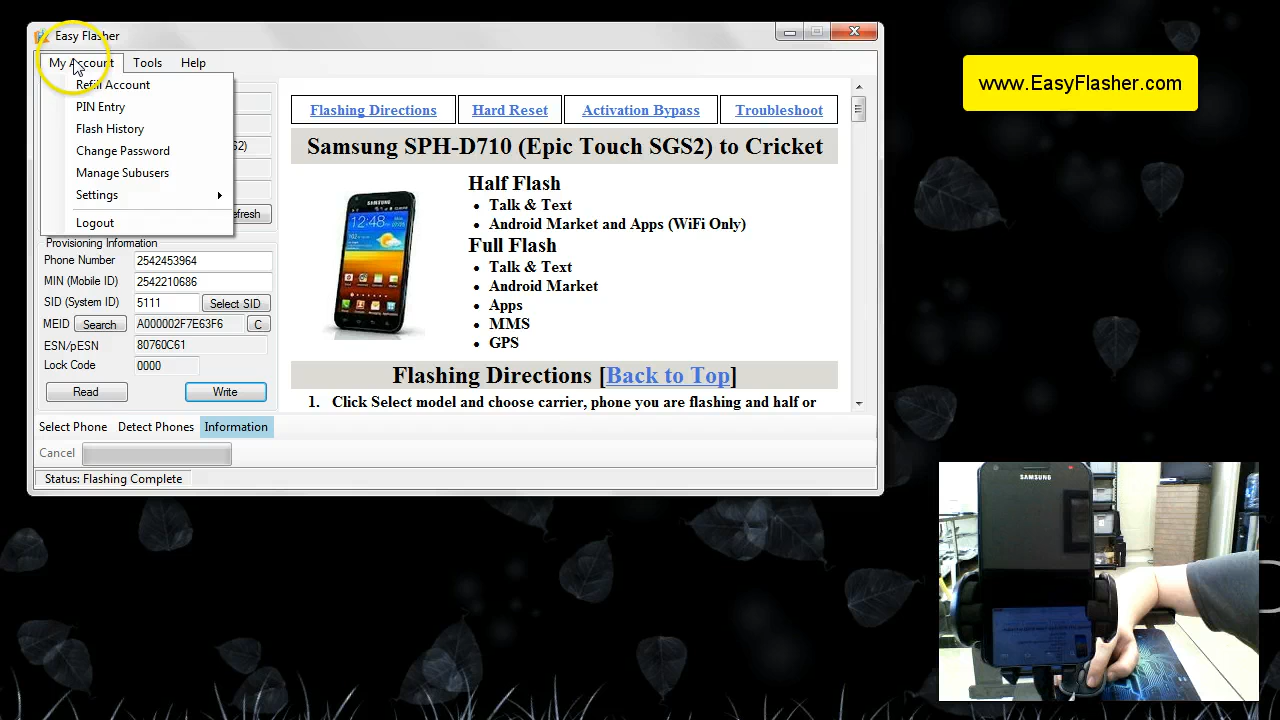 Easy Flasher
My Account Tools Help
Refill Account
PIN Entry
Flash History
Change Password
Manage Subusers
Settings
Logout
S2)
efresh
Provisioning Information
Phone Number 2542453964
MIN (Mobile ID) 2542210686
SID (System ID) 5111 Select SID
MEID Search A000002F7E63F6 C
ESN/pESN 80760C61
Lock Code 0000
Read Write
Flashing Directions Hard Reset Activation Bypass Troubleshoot
Samsung SPH-D710 (Epic Touch SGS2) to Cricket
Half Flash
Talk & Text
Android Market and Apps (WiFi Only)
Full Flash
Talk & Text
Android Market
Apps
MMS
GPS
Flashing Directions [Back to Top]
1. Click Select model and choose carrier, phone you are flashing and half or
Select Phone Detect Phones Information
Cancel
Status: Flashing Complete
www.EasyFlasher.com
SAMSUNG